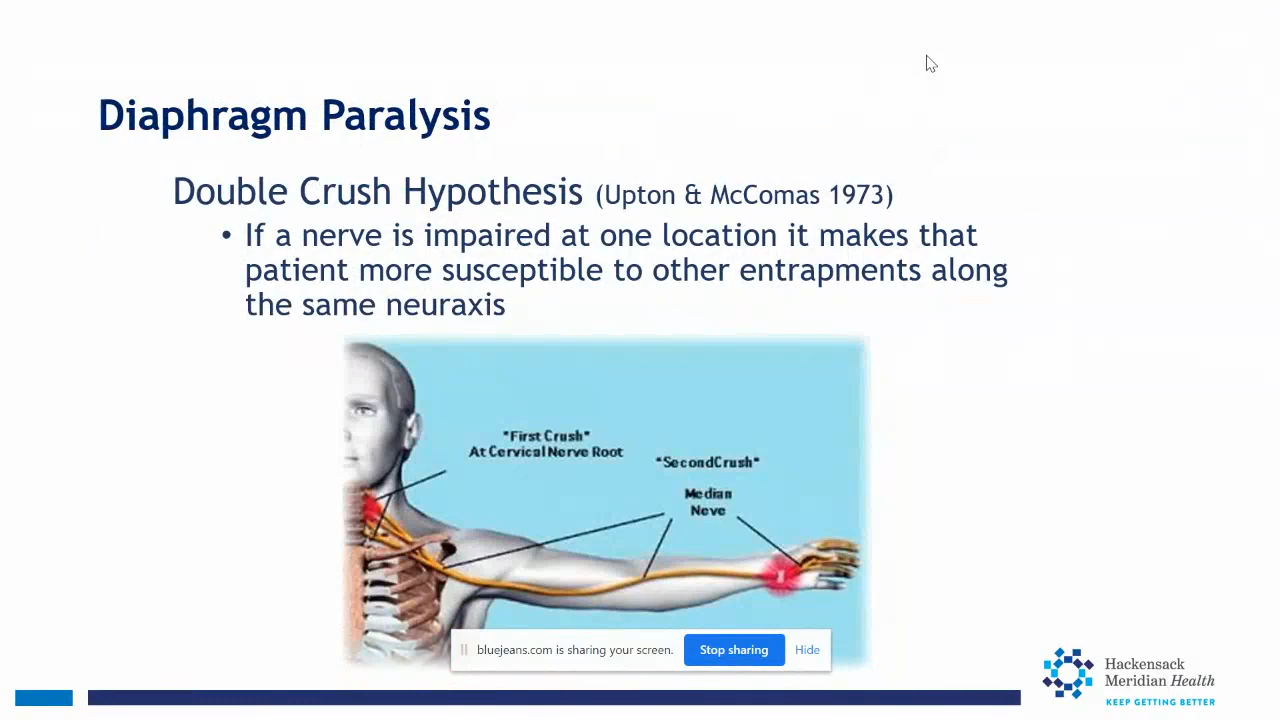 Diaphragm Paralysis
Double Crush Hypothesis (Upton & McComas 1973)
• If a nerve is impaired at one location it makes that
patient more susceptible to other entrapments along
the same neuraxis
"First Crush"
At Cervical Nerve Root
"SecondCrush"
Median
Neve
bluejeans.com is sharing your screen.
Stop sharing
Hide
Hackensack
Meridian Health
KEEP GETTING BETTER